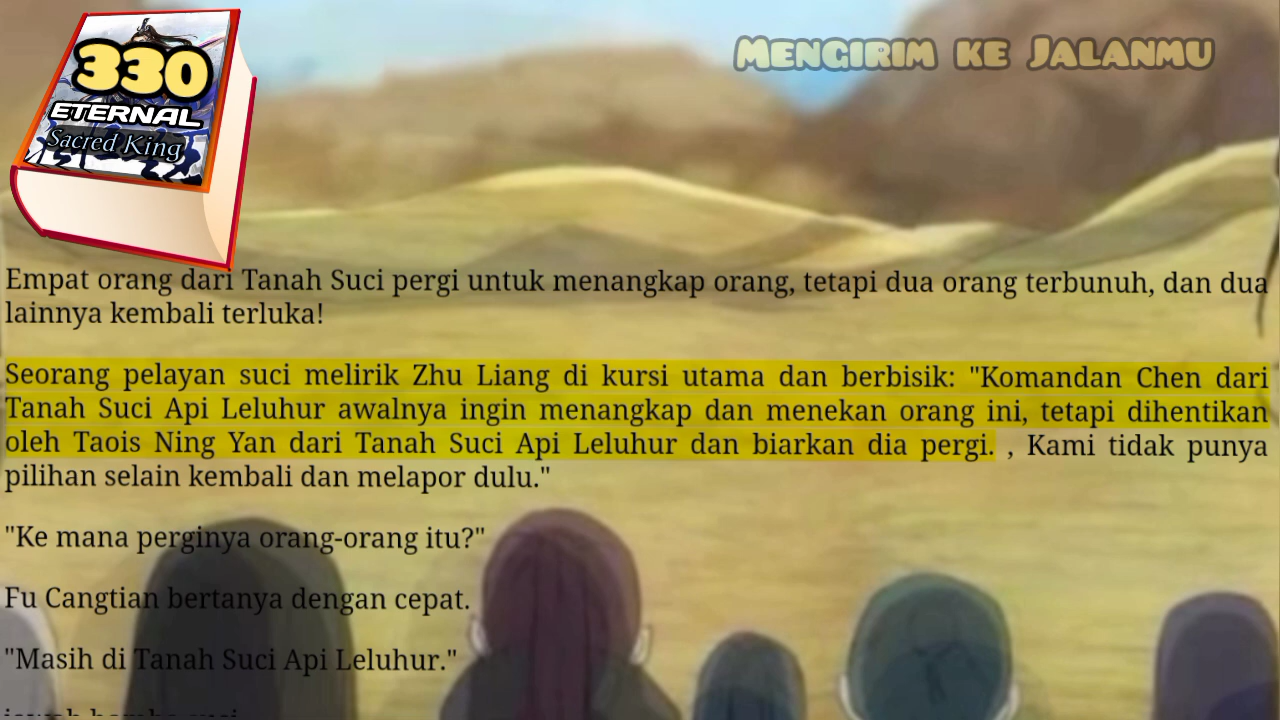 330
ETERNAL
Sacred King
Mengirim ke Jalanmu
Empat orang dari Tanah Suci pergi untuk menangkap orang, tetapi dua orang terbunuh, dan dua
lainnya kembali terluka!
Seorang pelayan suci melirik Zhu Liang di kursi utama dan berbisik: "Komandan Chen dari
Tanah Suci Api Leluhur awalnya ingin menangkap dan menekan orang ini, tetapi dihentikan
oleh Taois Ning Yan dari Tanah Suci Api Leluhur dan biarkan dia pergi. , Kami tidak punya
pilihan selain kembali dan melapor dulu."
"Ke mana perginya orang-orang itu?"
Fu Cangtian bertanya dengan cepat.
"Masih di Tanah Suci Api Leluhur."